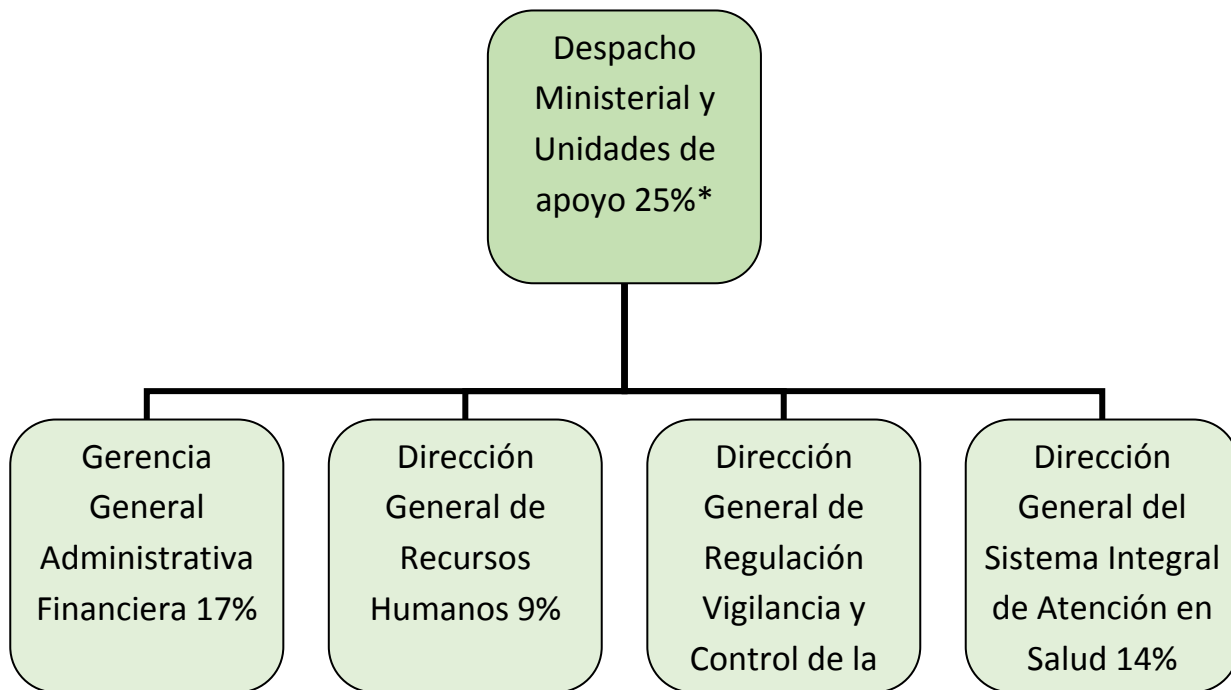 Despacho
Ministerial y
Unidades de
apoyo 25%*
Gerencia
General
Administrativa
Financiera 17%
Dirección
General de
Recursos
Humanos 9%
Dirección
General de
Regulación
Vigilancia y
Control de la
Dirección
General del
Sistema Integral
de Atención en
Salud 14%